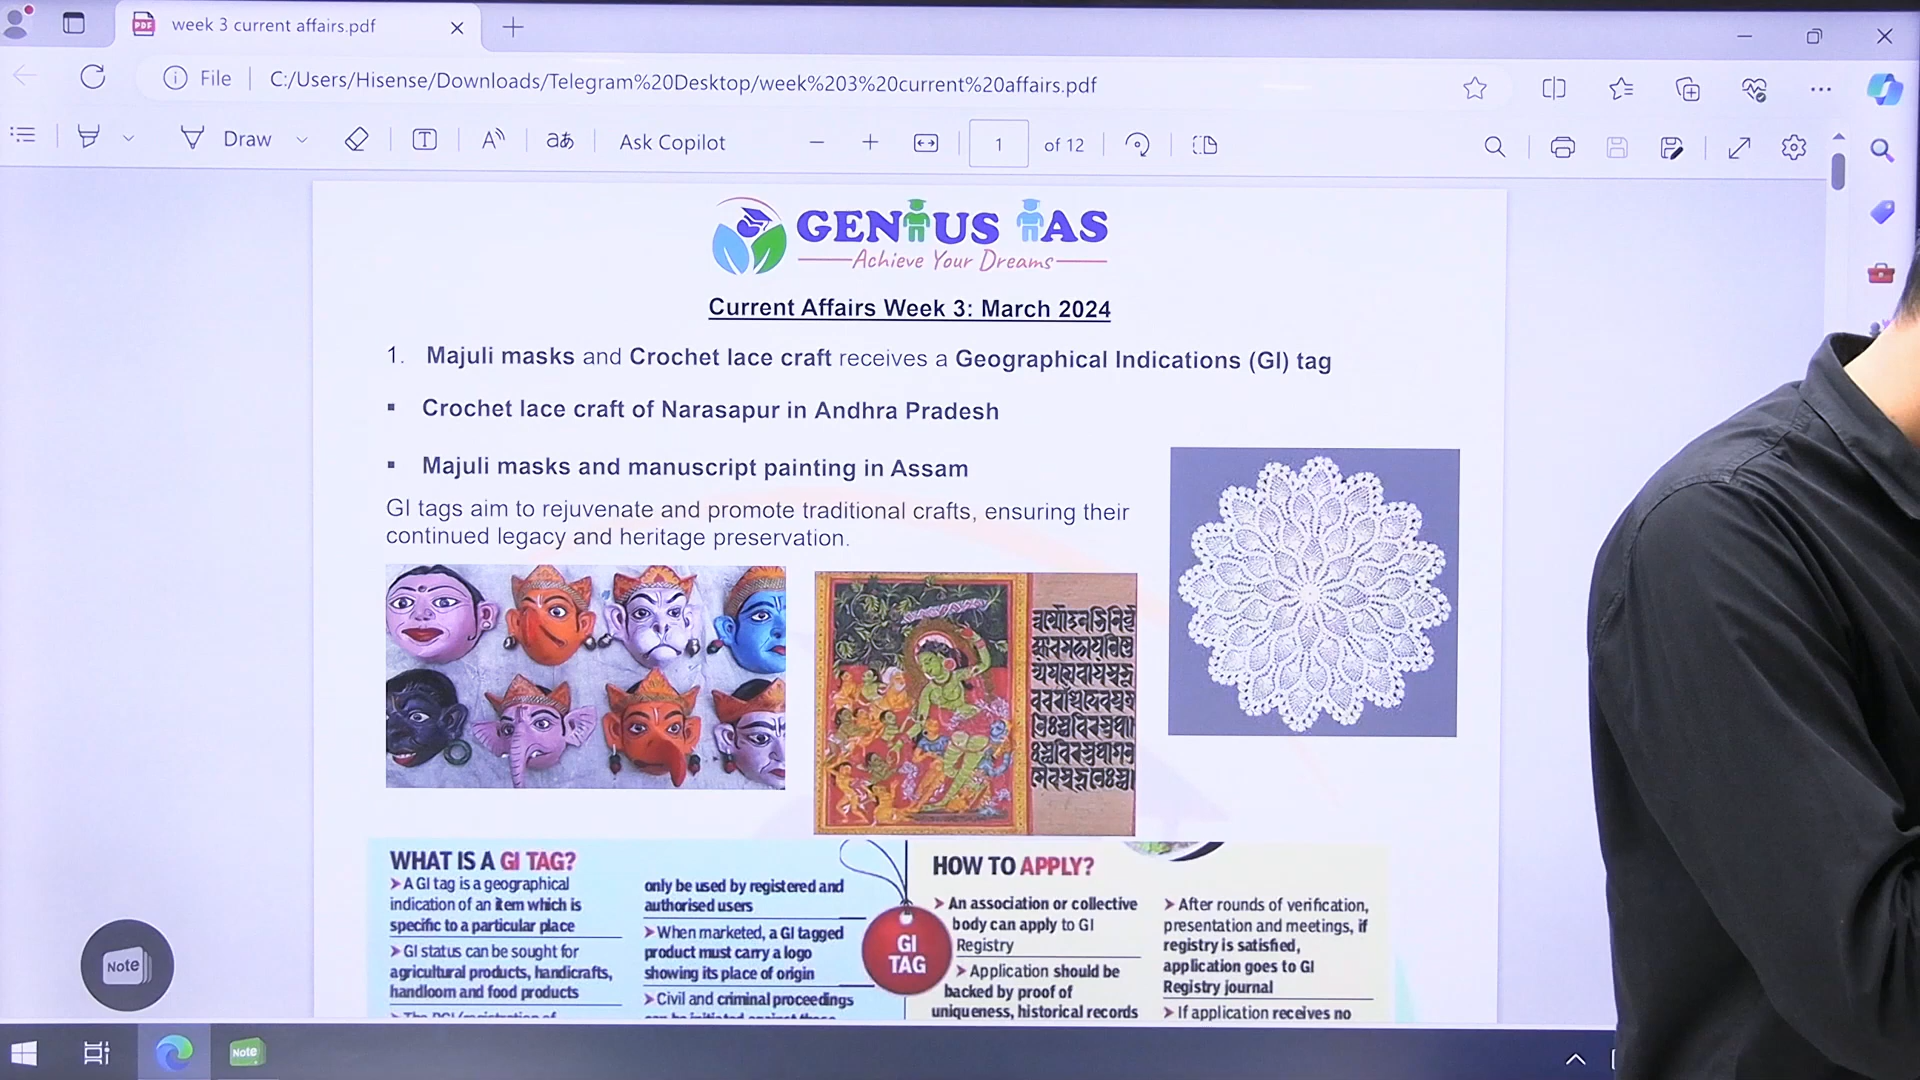 week 3 current affairs.pdf
File
C:/Users/Hisense/Downloads/Telegram%20Desktop/week%203%20current%20affairs.pdf
Draw
Ask Copilot
1
of 12
GENIUS IAS
Achieve Your Dreams
Current Affairs Week 3: March 2024
1. Majuli masks and Crochet lace craft receives a Geographical Indications (GI) tag
▪ Crochet lace craft of Narasapur in Andhra Pradesh
▪ Majuli masks and manuscript painting in Assam
GI tags aim to rejuvenate and promote traditional crafts, ensuring their
continued legacy and heritage preservation.
WHAT IS A GI TAG?
➤A GI tag is a geographical
indication of an item which is
specific to a particular place
➤GI status can be sought for
agricultural products, handicrafts,
handloom and food products
only be used by registered and
authorised users
➤When marketed, a GI tagged
product must carry a logo
showing its place of origin
➤Civil and criminal proceedings
GI
TAG
HOW TO APPLY?
➤An association or collective
body can apply to GI
Registry
➤Application should be
backed by proof of
uniqueness, historical records
➤After rounds of verification,
presentation and meetings, if
registry is satisfied,
application goes to GI
Registry journal
➤If application receives no
Note
Note